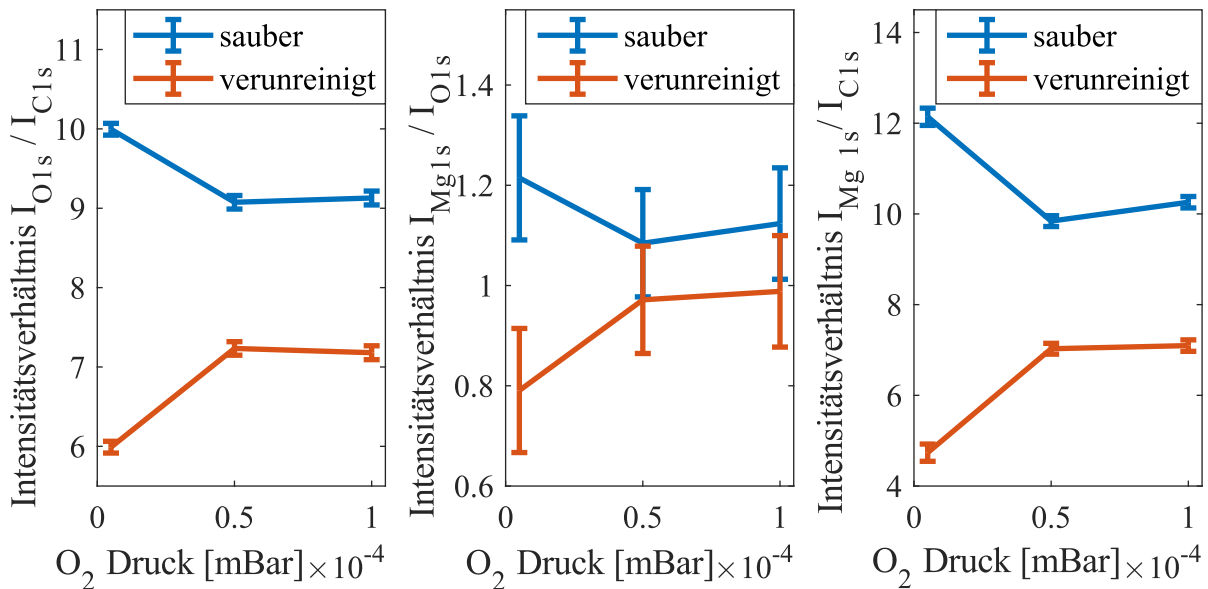 Intensitätsverhältnis I_O1s / I_C1s
11
10
9
8
7
6
0
0.5
1
O_2 Druck [mBar]×10^-4
sauber
verunreinigt
Intensitätsverhältnis I_Mg1s / I_O1s
1.4
1.2
1
0.8
0.6
0
0.5
1
O_2 Druck [mBar]×10^-4
sauber
verunreinigt
Intensitätsverhältnis I_Mg 1s / I_C1s
14
12
10
8
6
4
0
0.5
1
O_2 Druck [mBar]×10^-4
sauber
verunreinigt